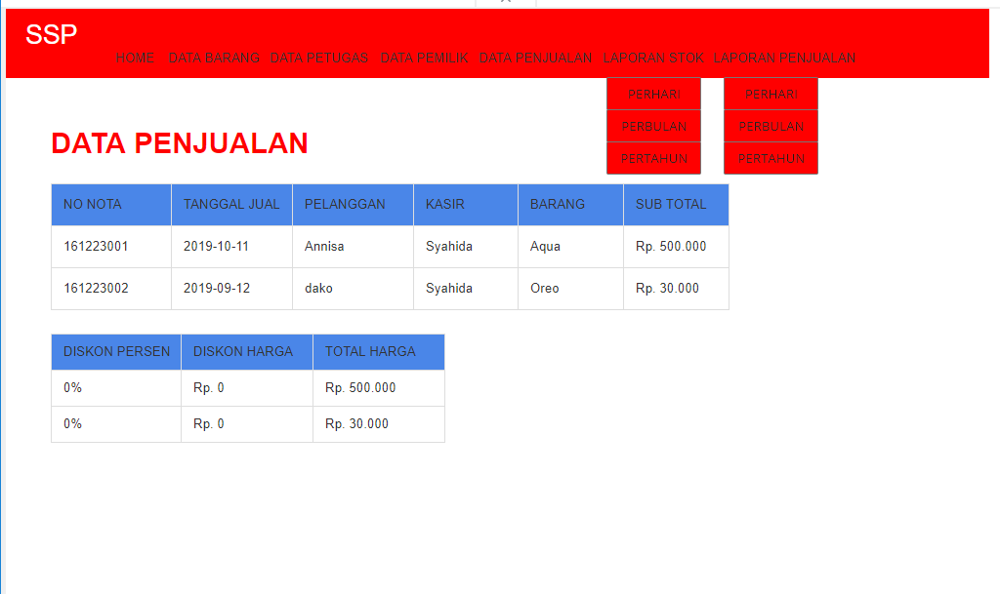 SSP
HOME DATA BARANG DATA PETUGAS DATA PEMILIK DATA PENJUALAN LAPORAN STOK LAPORAN PENJUALAN
PERHARI PERHARI
PERBULAN PERBULAN
PERTAHUN PERTAHUN
DATA PENJUALAN
NO NOTA TANGGAL JUAL PELANGGAN KASIR BARANG SUB TOTAL
161223001 2019-10-11 Annisa Syahida Aqua Rp. 500.000
161223002 2019-09-12 dako Syahida Oreo Rp. 30.000
DISKON PERSEN DISKON HARGA TOTAL HARGA
0% Rp. 0 Rp. 500.000
0% Rp. 0 Rp. 30.000